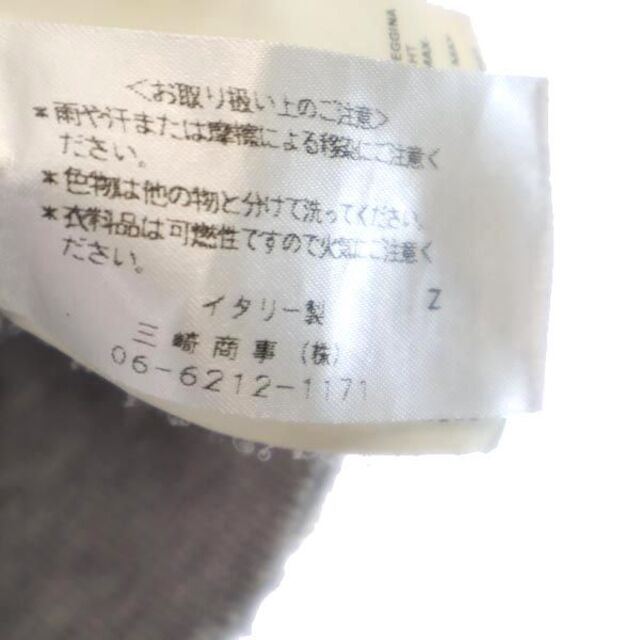 <お取り扱い上のご注意>
*雨や汗または摩擦による移染にご注意く
ださい。
*色物は他の物と分けて洗ってください。
*衣料品は可燃性ですので火気にご注意く
ださい。
イタリー製 Z
三崎商事(株)
06-6212-1171
EGGINA
HT
MAX.